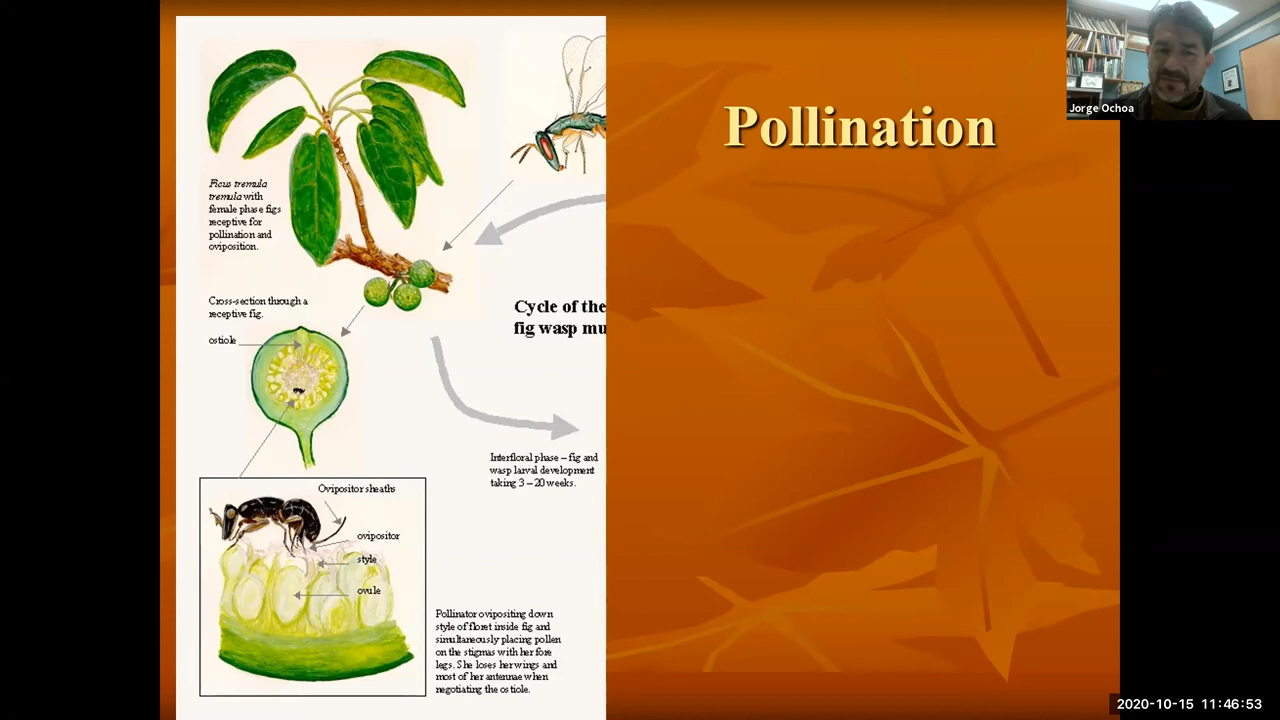 Pollination
Jorge Ochoa
Ficus tremula
tremula with
female phase figs
receptive for
pollination and
oviposition.
Cross-section through a
receptive fig.
ostiole
Cycle of the
fig wasp mu
Interfloral phase – fig and
wasp larval development
taking 3 – 20 weeks.
Ovipositor sheaths
ovipositor
style
ovule
Pollinator ovipositing down
style of floret inside fig and
simultaneously placing pollen
on the stigmas with her fore
legs. She loses her wings and
most of her antennae when
negotiating the ostiole.
2020-10-15 11:46:53